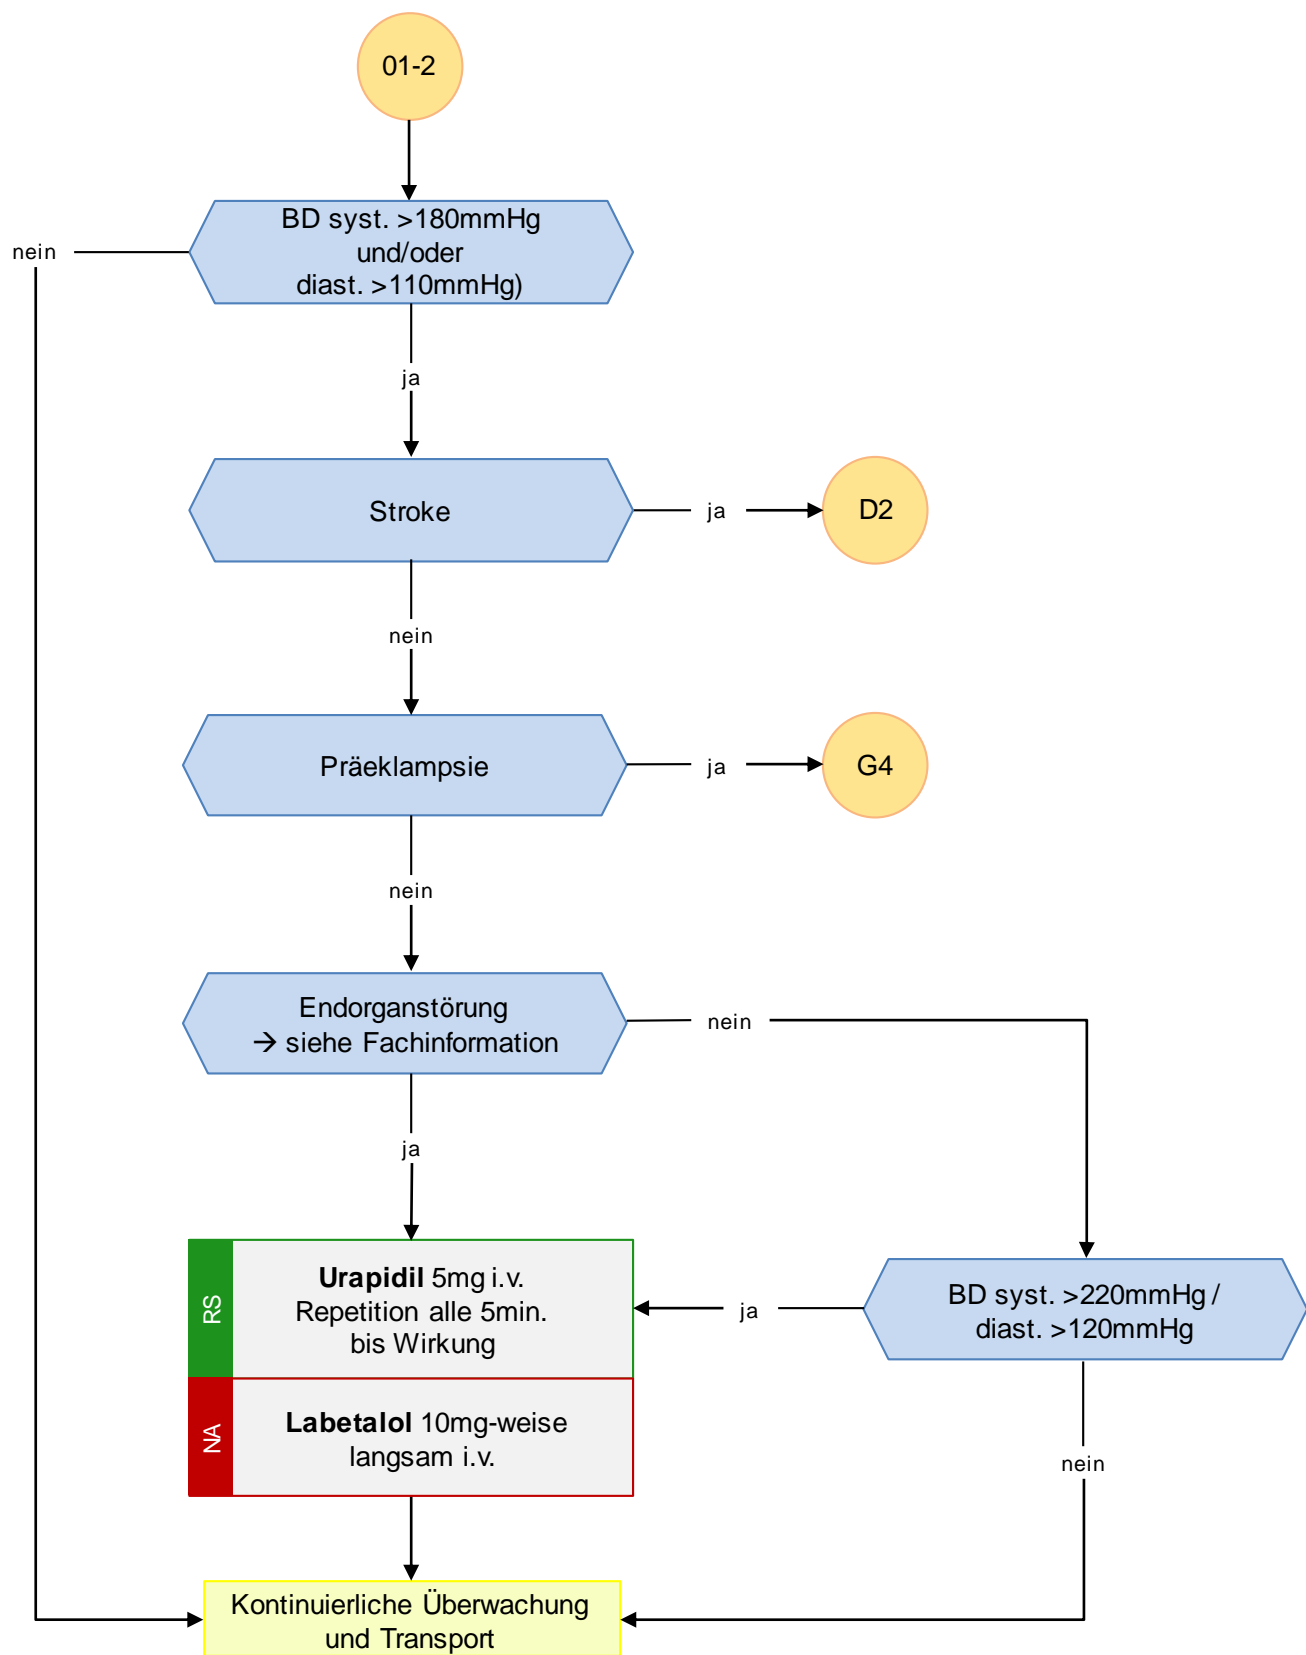 01-2
BD syst. >180mmHg
und/oder
diast. >110mmHg)
nein
ja
Stroke
ja
D2
nein
Präeklampsie
ja
G4
nein
Endorganstörung
→ siehe Fachinformation
nein
ja
RS
Urapidil 5mg i.v.
Repetition alle 5min.
bis Wirkung
ja
BD syst. >220mmHg /
diast. >120mmHg
NA
Labetalol 10mg-weise
langsam i.v.
nein
Kontinuierliche Überwachung
und Transport